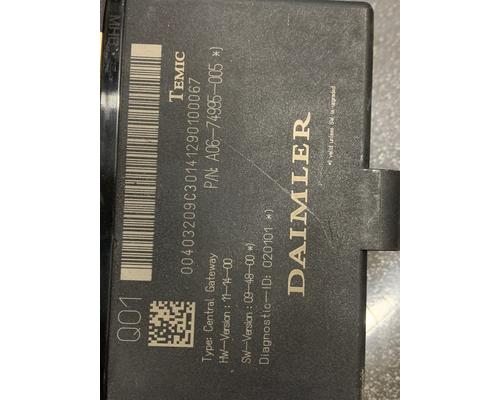 Q01
TEMIC
00403209C30141290100067
P/N: A06-74995-005 *)
Type: Central Gateway
HW-Version : 11-14-00
SW-Version : 09-48-00 *)
Diagnostic-ID: 020101 *)
DAIMLER
*) valid unless SW is upgraded